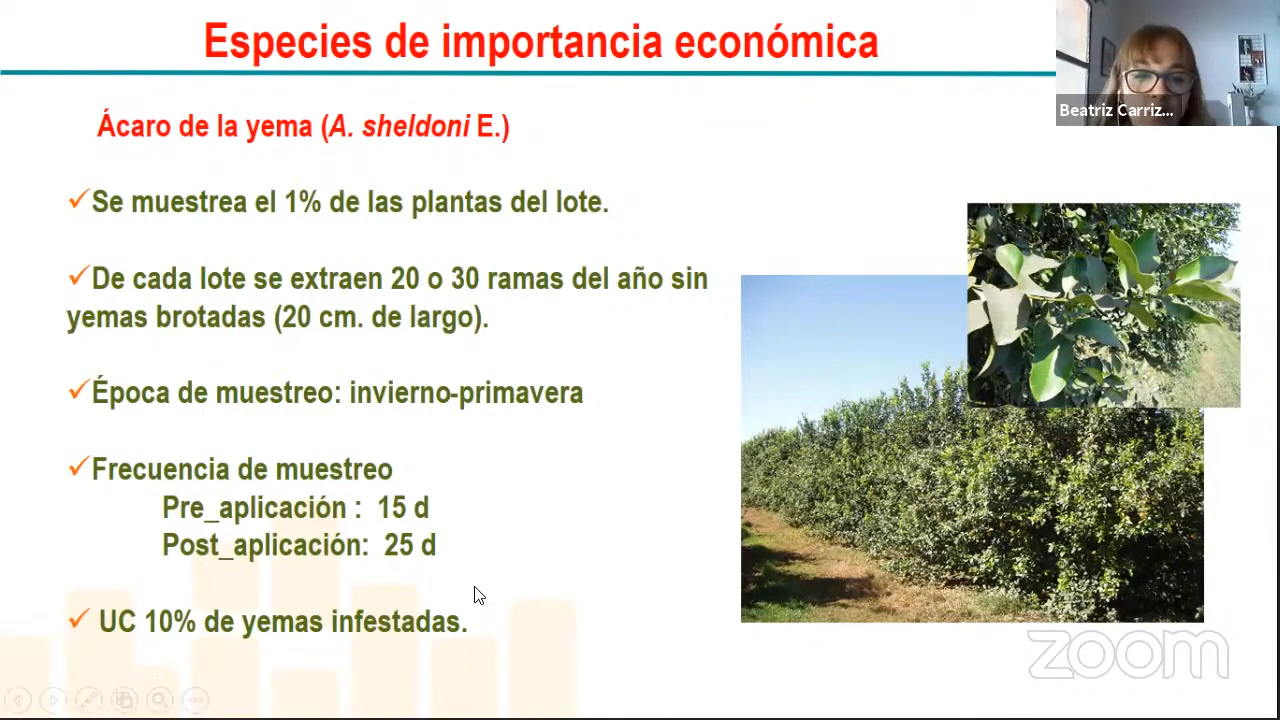 Especies de importancia económica
Beatriz Carriz...
Ácaro de la yema (A. sheldoni E.)
✓Se muestrea el 1% de las plantas del lote.
✓De cada lote se extraen 20 o 30 ramas del año sin
yemas brotadas (20 cm. de largo).
✓Época de muestreo: invierno-primavera
✓Frecuencia de muestreo
Pre_aplicación : 15 d
Post_aplicación: 25 d
✓ UC 10% de yemas infestadas.
zoom